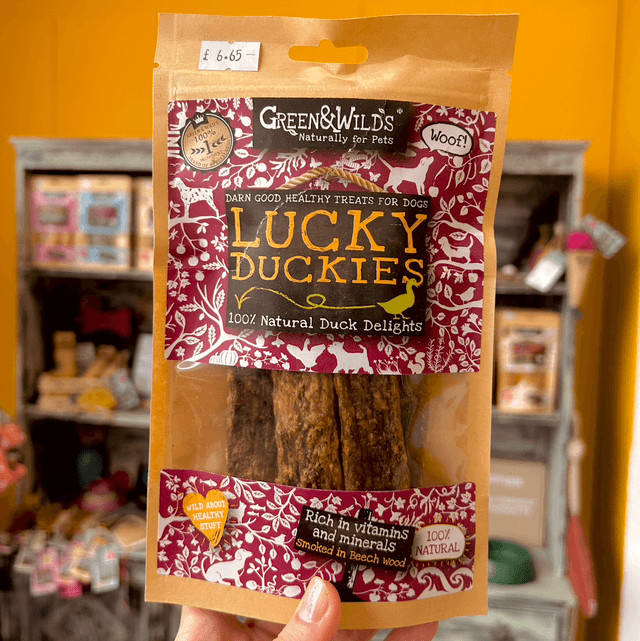 £ 6.65
GREEN&WILD'S
Naturally for Pets
Woof!
100%
DARN GOOD HEALTHY TREATS FOR DOGS
LUCKY
DUCKIES
100% Natural Duck Delights
WILD ABOUT
HEALTHY
STUFF
Rich in vitamins
and minerals
Smoked in Beech wood
100%
NATURAL